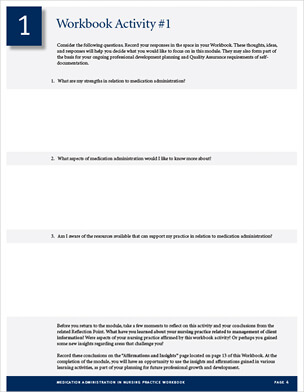 1
Workbook Activity #1
Consider the following questions. Record your responses in the space in your Workbook. These thoughts, ideas,
and responses will help you decide what you would like to focus on in this module. They may also form part of
the basis for your ongoing professional development planning and Quality Assurance requirements of self-
documentation.
1. What are my strengths in relation to medication administration?
2. What aspects of medication administration would I like to know more about?
3. Am I aware of the resources available that can support my practice in relation to medication administration?
Before you return to the module, take a few moments to reflect on this activity and your conclusions from the
related Reflection Point. What have you learned about your nursing practice related to management of client
information? Were aspects of your nursing practice affirmed by this workbook activity? Or perhaps you gained
some new insights regarding areas that challenge you?
Record these conclusions on the "Affirmations and Insights" page located on page 13 of this Workbook. At the
completion of the module, you will have an opportunity to use the insights and affirmations gained in various
learning activities, as part of your planning for future professional growth and development.
MEDICATION ADMINISTRATION IN NURSING PRACTICE WORKBOOK PAGE 4